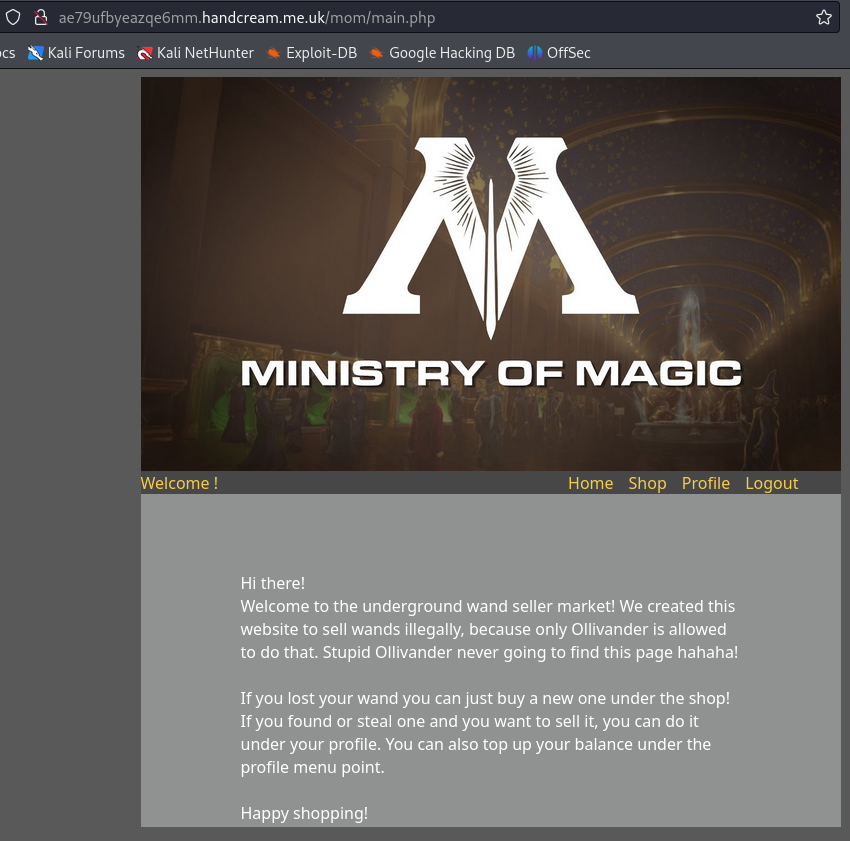 ae79ufbyeazqe6mm.handcream.me.uk/mom/main.php
ocs Kali Forums Kali NetHunter Exploit-DB Google Hacking DB OffSec
MINISTRY OF MAGIC
Welcome ! Home Shop Profile Logout
Hi there!
Welcome to the underground wand seller market! We created this
website to sell wands illegally, because only Ollivander is allowed
to do that. Stupid Ollivander never going to find this page hahaha!
If you lost your wand you can just buy a new one under the shop!
If you found or steal one and you want to sell it, you can do it
under your profile. You can also top up your balance under the
profile menu point.
Happy shopping!